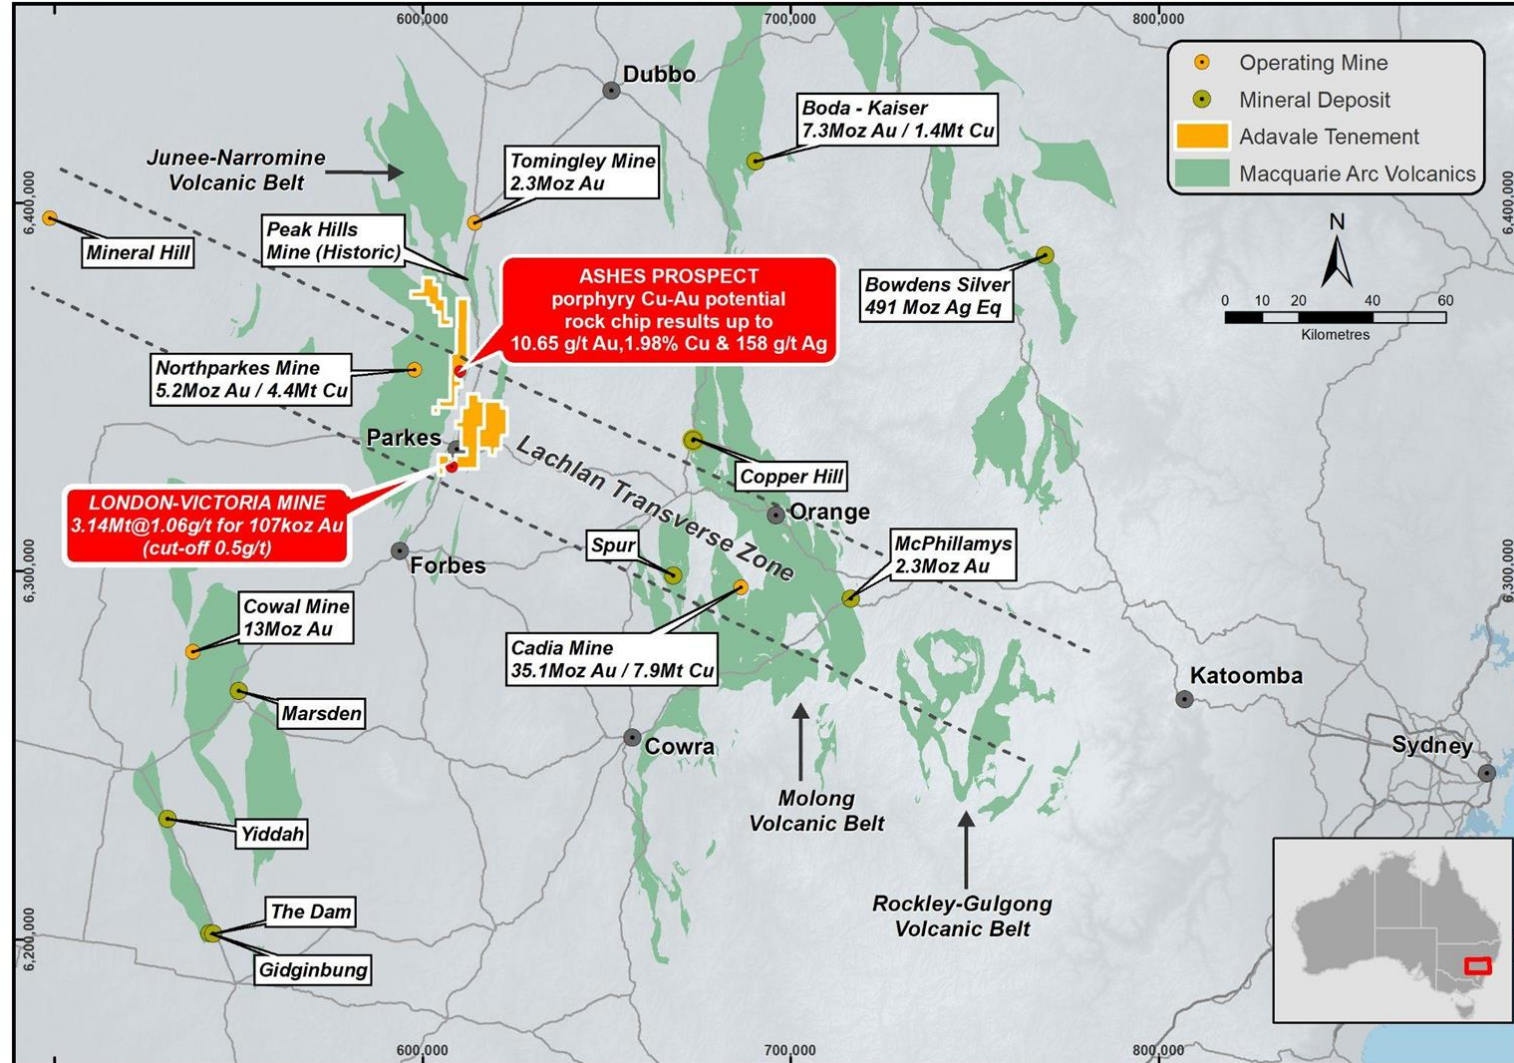 600,000
700,000
800,000
Operating Mine
Mineral Deposit
Adavale Tenement
Macquarie Arc Volcanics
Dubbo
Boda - Kaiser
7.3Moz Au / 1.4Mt Cu
Junee-Narromine
Volcanic Belt
Tomingley Mine
2.3Moz Au
6,400,000
6,400,000
Mineral Hill
Peak Hills
Mine (Historic)
N
Bowdens Silver
491 Moz Ag Eq
0 10 20 40 60
Kilometres
ASHES PROSPECT
porphyry Cu-Au potential
rock chip results up to
10.65 g/t Au,1.98% Cu & 158 g/t Ag
Northparkes Mine
5.2Moz Au / 4.4Mt Cu
Parkes
Lachlan Transverse Zone
Copper Hill
LONDON-VICTORIA MINE
3.14Mt@1.06g/t for 107koz Au
(cut-off 0.5g/t)
Orange
Forbes
Spur
McPhillamys
2.3Moz Au
6,300,000
6,300,000
Cowal Mine
13Moz Au
Cadia Mine
35.1Moz Au / 7.9Mt Cu
Katoomba
Marsden
Cowra
Sydney
Molong
Volcanic Belt
Yiddah
Rockley-Gulgong
Volcanic Belt
The Dam
6,200,000
Gidginbung
600,000
700,000
800,000